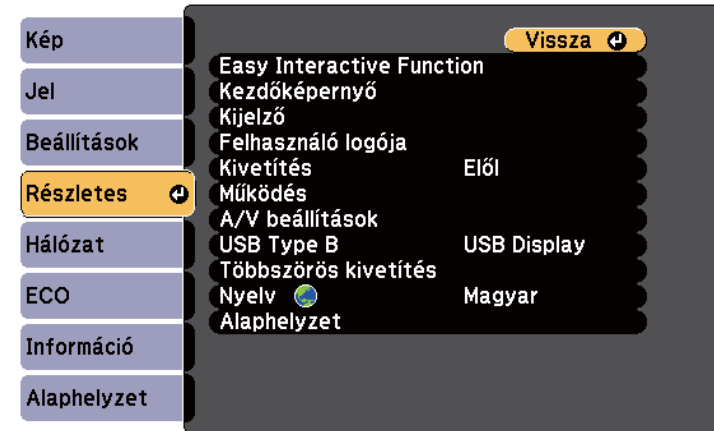 Kép
Jel
Beállítások
Részletes
Hálózat
ECO
Információ
Alaphelyzet
Vissza
Easy Interactive Function
Kezdőképernyő
Kijelző
Felhasználó logója
Kivetítés Elől
Működés
A/V beállítások
USB Type B USB Display
Többszörös kivetítés
Nyelv Magyar
Alaphelyzet